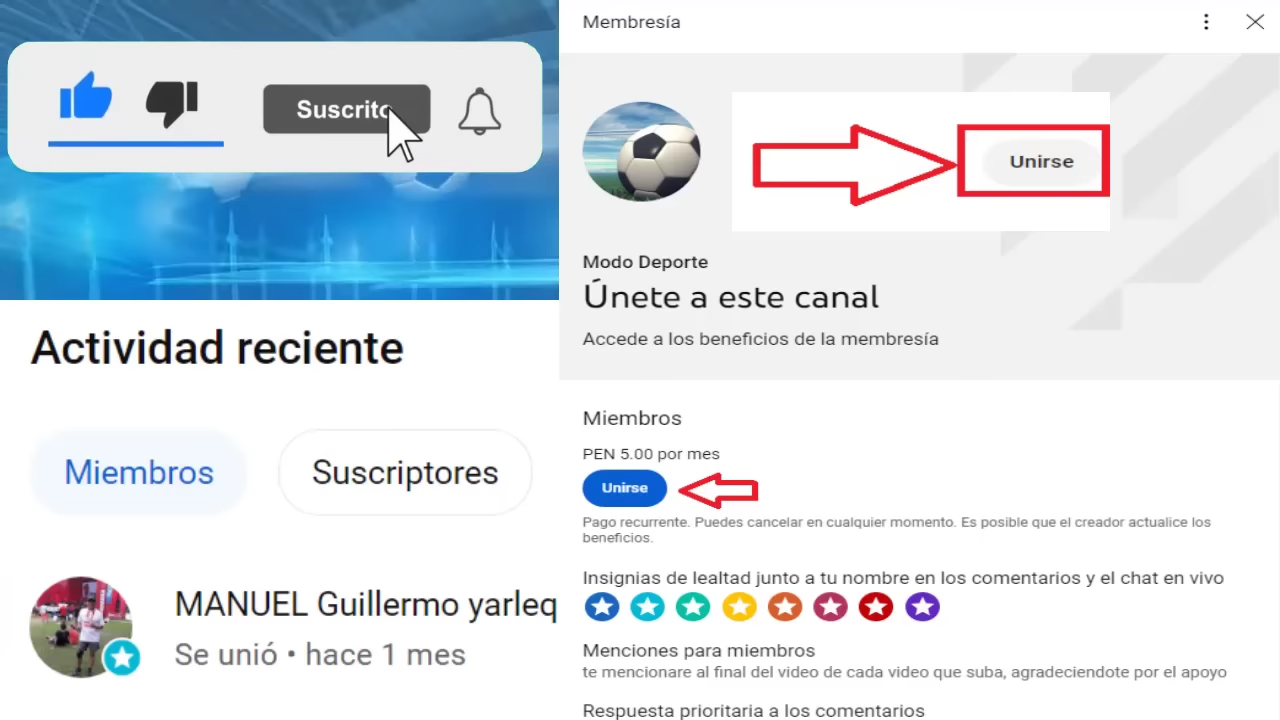 Suscrito
Actividad reciente
Miembros
Suscriptores
MANUEL Guillermo yarleq
Se unió • hace 1 mes
Membresía
Unirse
Modo Deporte
Únete a este canal
Accede a los beneficios de la membresía
Miembros
PEN 5.00 por mes
Unirse
Pago recurrente. Puedes cancelar en cualquier momento. Es posible que el creador actualice los
beneficios.
Insignias de lealtad junto a tu nombre en los comentarios y el chat en vivo
Menciones para miembros
te mencionare al final del video de cada video que suba, agradeciendote por el apoyo
Respuesta prioritaria a los comentarios